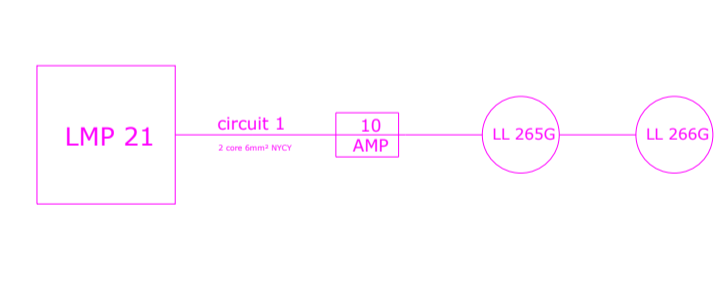 LMP 21
circuit 1
2 core 6mm² NYCY
10
AMP
LL 265G
LL 266G